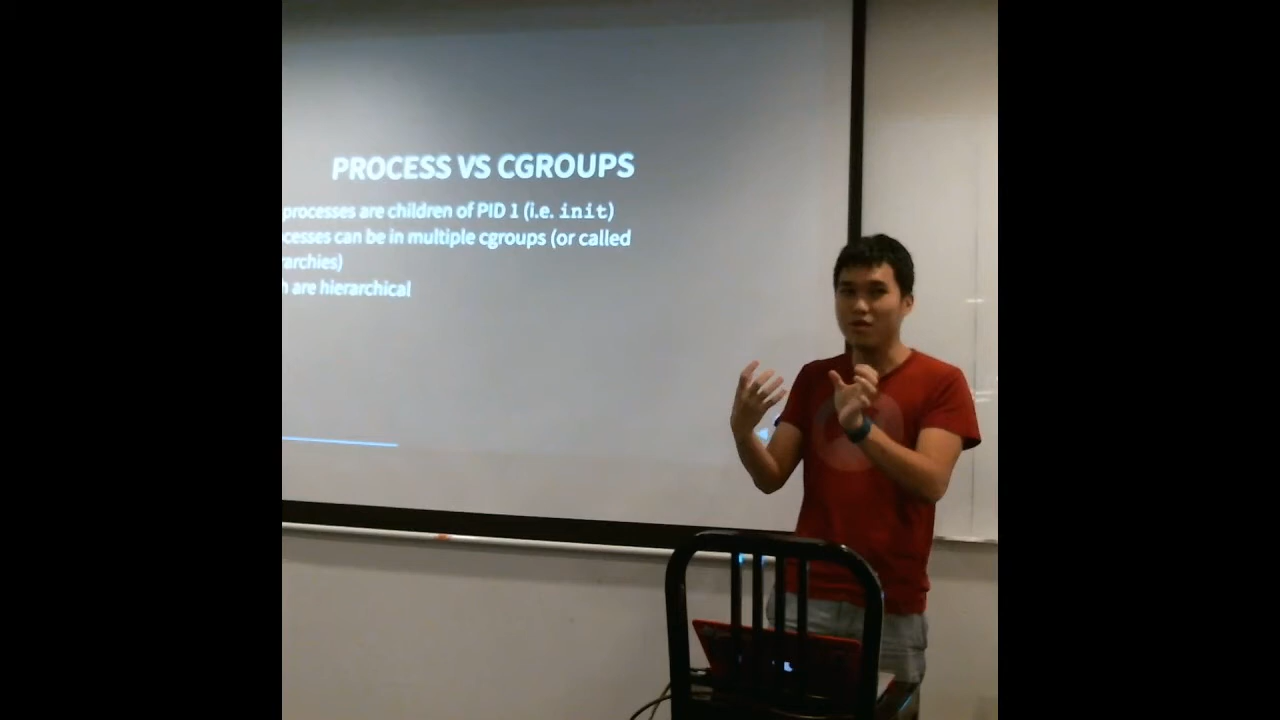 PROCESS VS CGROUPS
processes are children of PID 1 (i.e. init)
cesses can be in multiple cgroups (or called
rarchies)
h are hierarchical